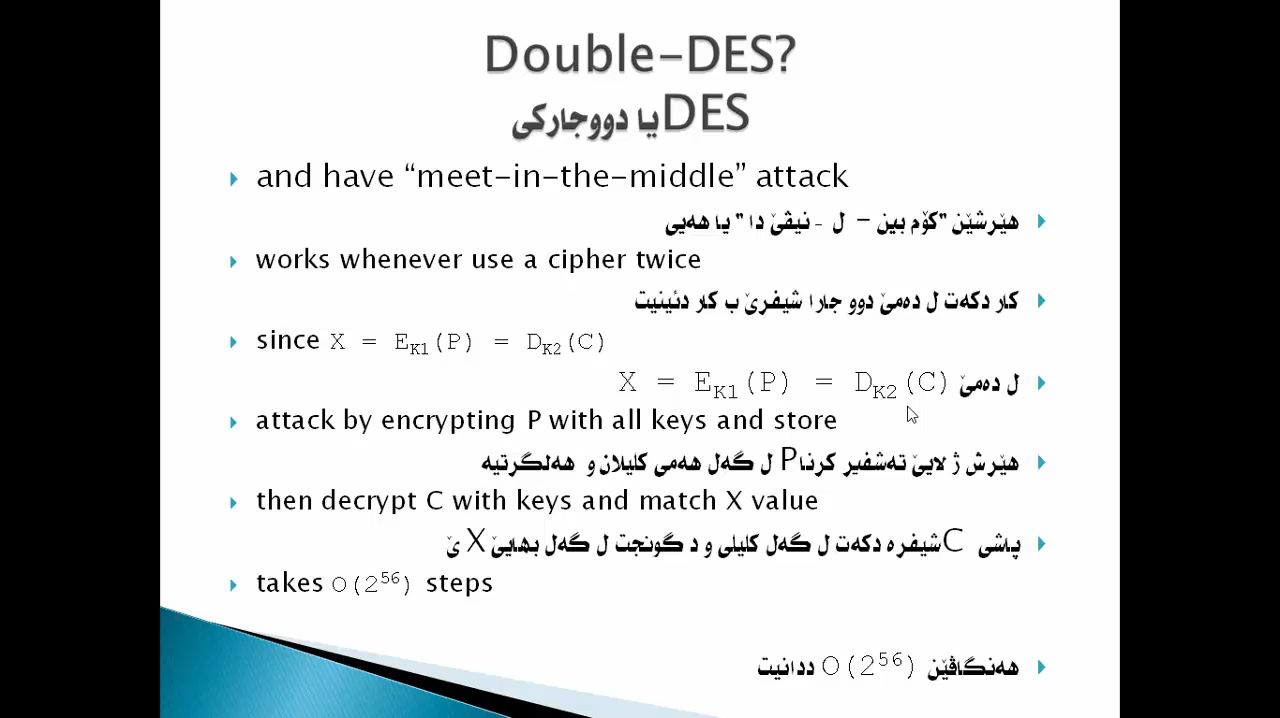 Double-DES?
DESیا دووجارکی
and have “meet-in-the-middle” attack
هێرشێن "کۆم بین – ل - نیڤێ دا" یا هەیی
works whenever use a cipher twice
کار دکەت ل دەمێ دوو جارا شیفرێ ب کار دئینیت
since X = EK1(P) = DK2(C)
ل دەمێ X = EK1(P) = DK2(C)
attack by encrypting P with all keys and store
هێرش ژ لایێ تەشفیر کرنا P ل گەل هەمی کلیلان و هەلگرتیە
then decrypt C with keys and match X value
پاشی C شیفرە دکەت ل گەل کلیلی و د گونجت ل گەل بهایێ X ێ
takes O(2⁵⁶) steps
هەنگاڤێن O(2⁵⁶) ددانیت